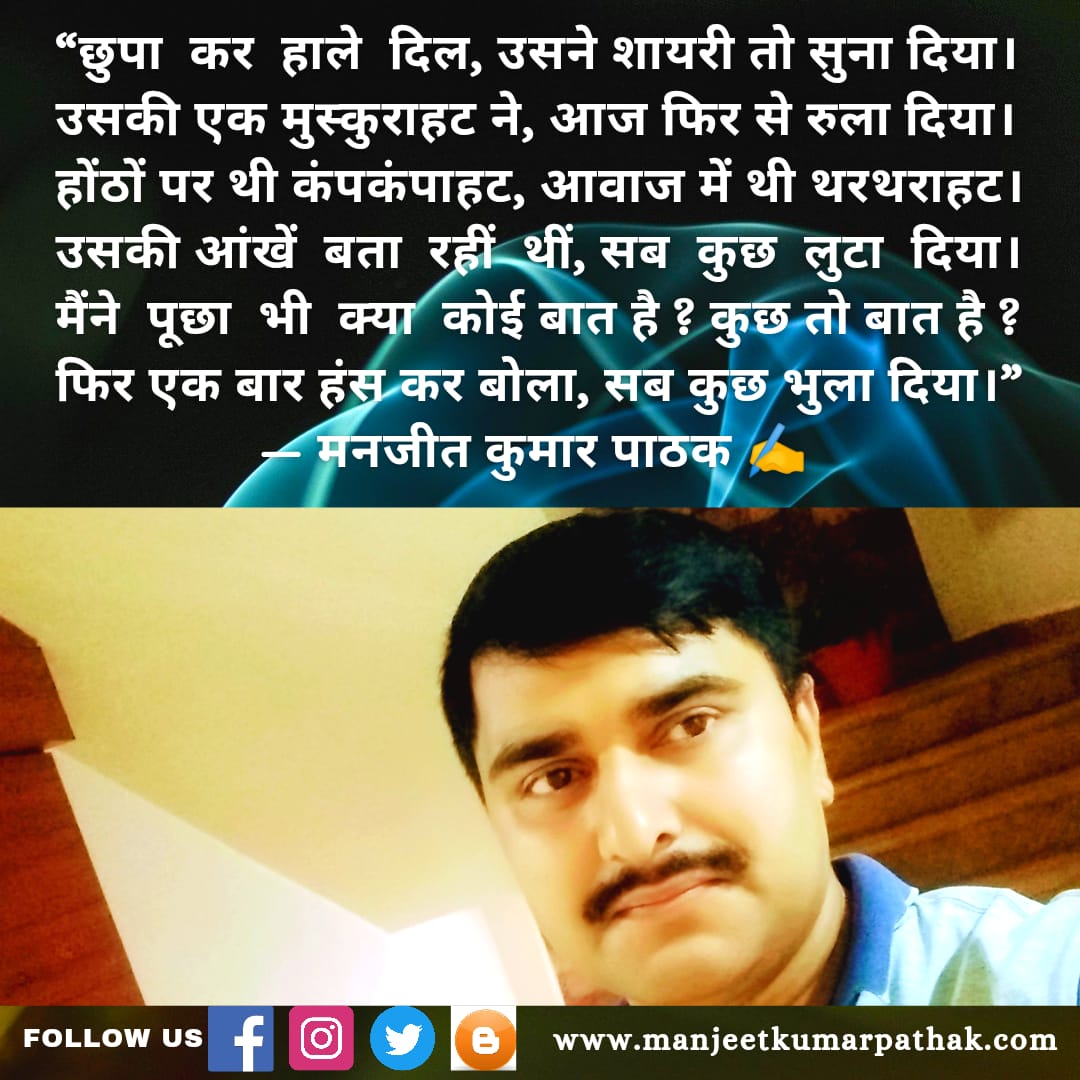 “छुपा कर हाले दिल, उसने शायरी तो सुना दिया।
उसकी एक मुस्कुराहट ने, आज फिर से रुला दिया।
होंठों पर थी कंपकंपाहट, आवाज में थी थरथराहट।
उसकी आंखें बता रहीं थीं, सब कुछ लुटा दिया।
मैंने पूछा भी क्या कोई बात है ? कुछ तो बात है ?
फिर एक बार हंस कर बोला, सब कुछ भुला दिया।”
— मनजीत कुमार पाठक ✍️
FOLLOW US www.manjeetkumarpathak.com